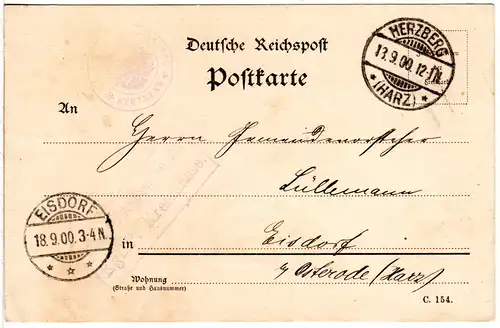 Deutsche Reichspost
HERZBERG
13.9.00.12-1N.
* (HARZ) *
Postkarte
An
Herrn Gemeindevorsteher
Lüllemann
EISDORF
18.9.00.3-4N.
in Eisdorf
Osterode (Harz)
Wohnung
(Straße und Hausnummer)
C. 154.